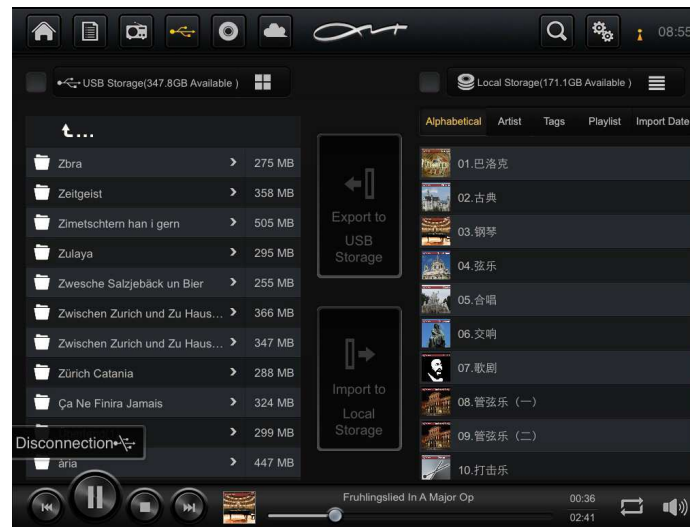 08:55
USB Storage(347.8GB Available )
Local Storage(171.1GB Available )
Alphabetical Artist Tags Playlist Import Date
...
Zbra 275 MB
Zeitgeist 358 MB
Zimetschtern han i gern 505 MB
Zulaya 295 MB
Zwesche Salzjebäck un Bier 255 MB
Zwischen Zurich und Zu Haus... 366 MB
Zwischen Zurich und Zu Haus... 347 MB
Zürich Catania 288 MB
Ça Ne Finira Jamais 324 MB
299 MB
ària 447 MB
Disconnection
Export to
USB
Storage
Import to
Local
Storage
01.巴洛克
02.古典
03.钢琴
04.弦乐
05.合唱
06.交响
07.歌剧
08.管弦乐（一）
09.管弦乐（二）
10.打击乐
Fruhlingslied In A Major Op
00:36
02:41